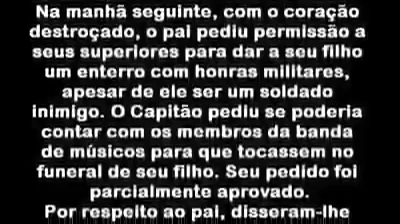 Na manhã seguinte, com o coração
destroçado, o pai pediu permissão a
seus superiores para dar a seu filho
um enterro com honras militares,
apesar de ele ser um soldado
inimigo. O Capitão pediu se poderia
contar com os membros da banda
de músicos para que tocassem no
funeral de seu filho. Seu pedido foi
parcialmente aprovado.
Por respeito ao pai, disseram-lhe